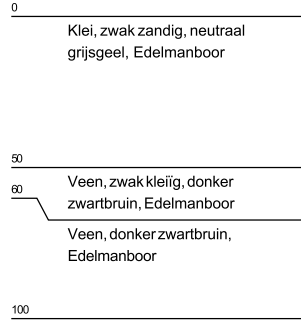 0
Klei, zwak zandig, neutraal
grijsgeel, Edelmanboor
50
60
Veen, zwak kleiïg, donker
zwartbruin, Edelmanboor
Veen, donker zwartbruin,
Edelmanboor
100